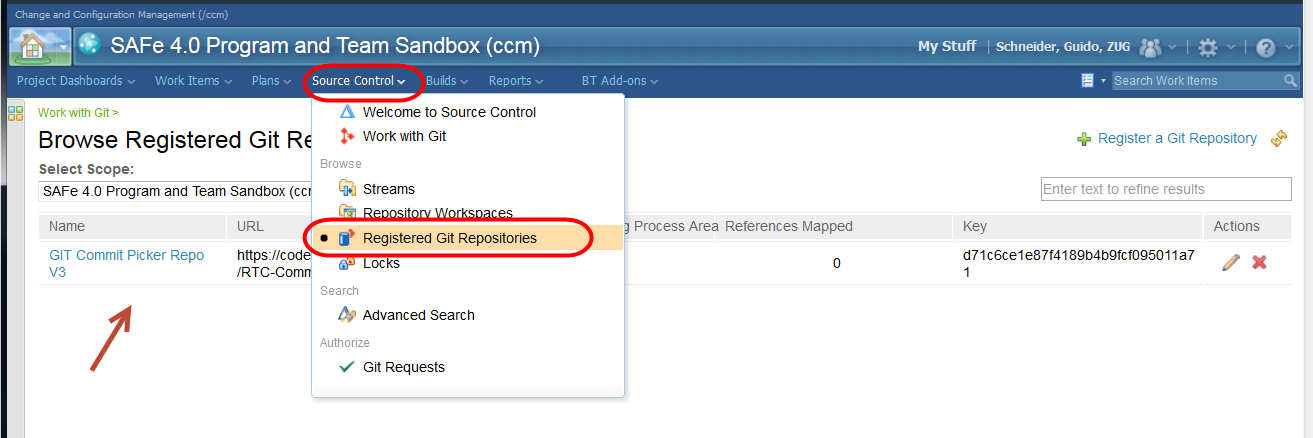 Change and Configuration Management (/ccm)
SAFe 4.0 Program and Team Sandbox (ccm)
My Stuff | Schneider, Guido, ZUG
Project Dashboards Work Items Plans Source Control Builds Reports BT Add-ons Search Work Items
Welcome to Source Control
Work with Git
Browse
Streams
Repository Workspaces
Registered Git Repositories
Locks
Search
Advanced Search
Authorize
Git Requests
Work with Git >
Browse Registered Git Re
Register a Git Repository
Select Scope:
SAFe 4.0 Program and Team Sandbox (ccr
Enter text to refine results
Name URL g Process Area References Mapped Key Actions
GIT Commit Picker Repo https://code d71c6ce1e87f4189b4b9fcf095011a7
V3 /RTC-Comm 0 1